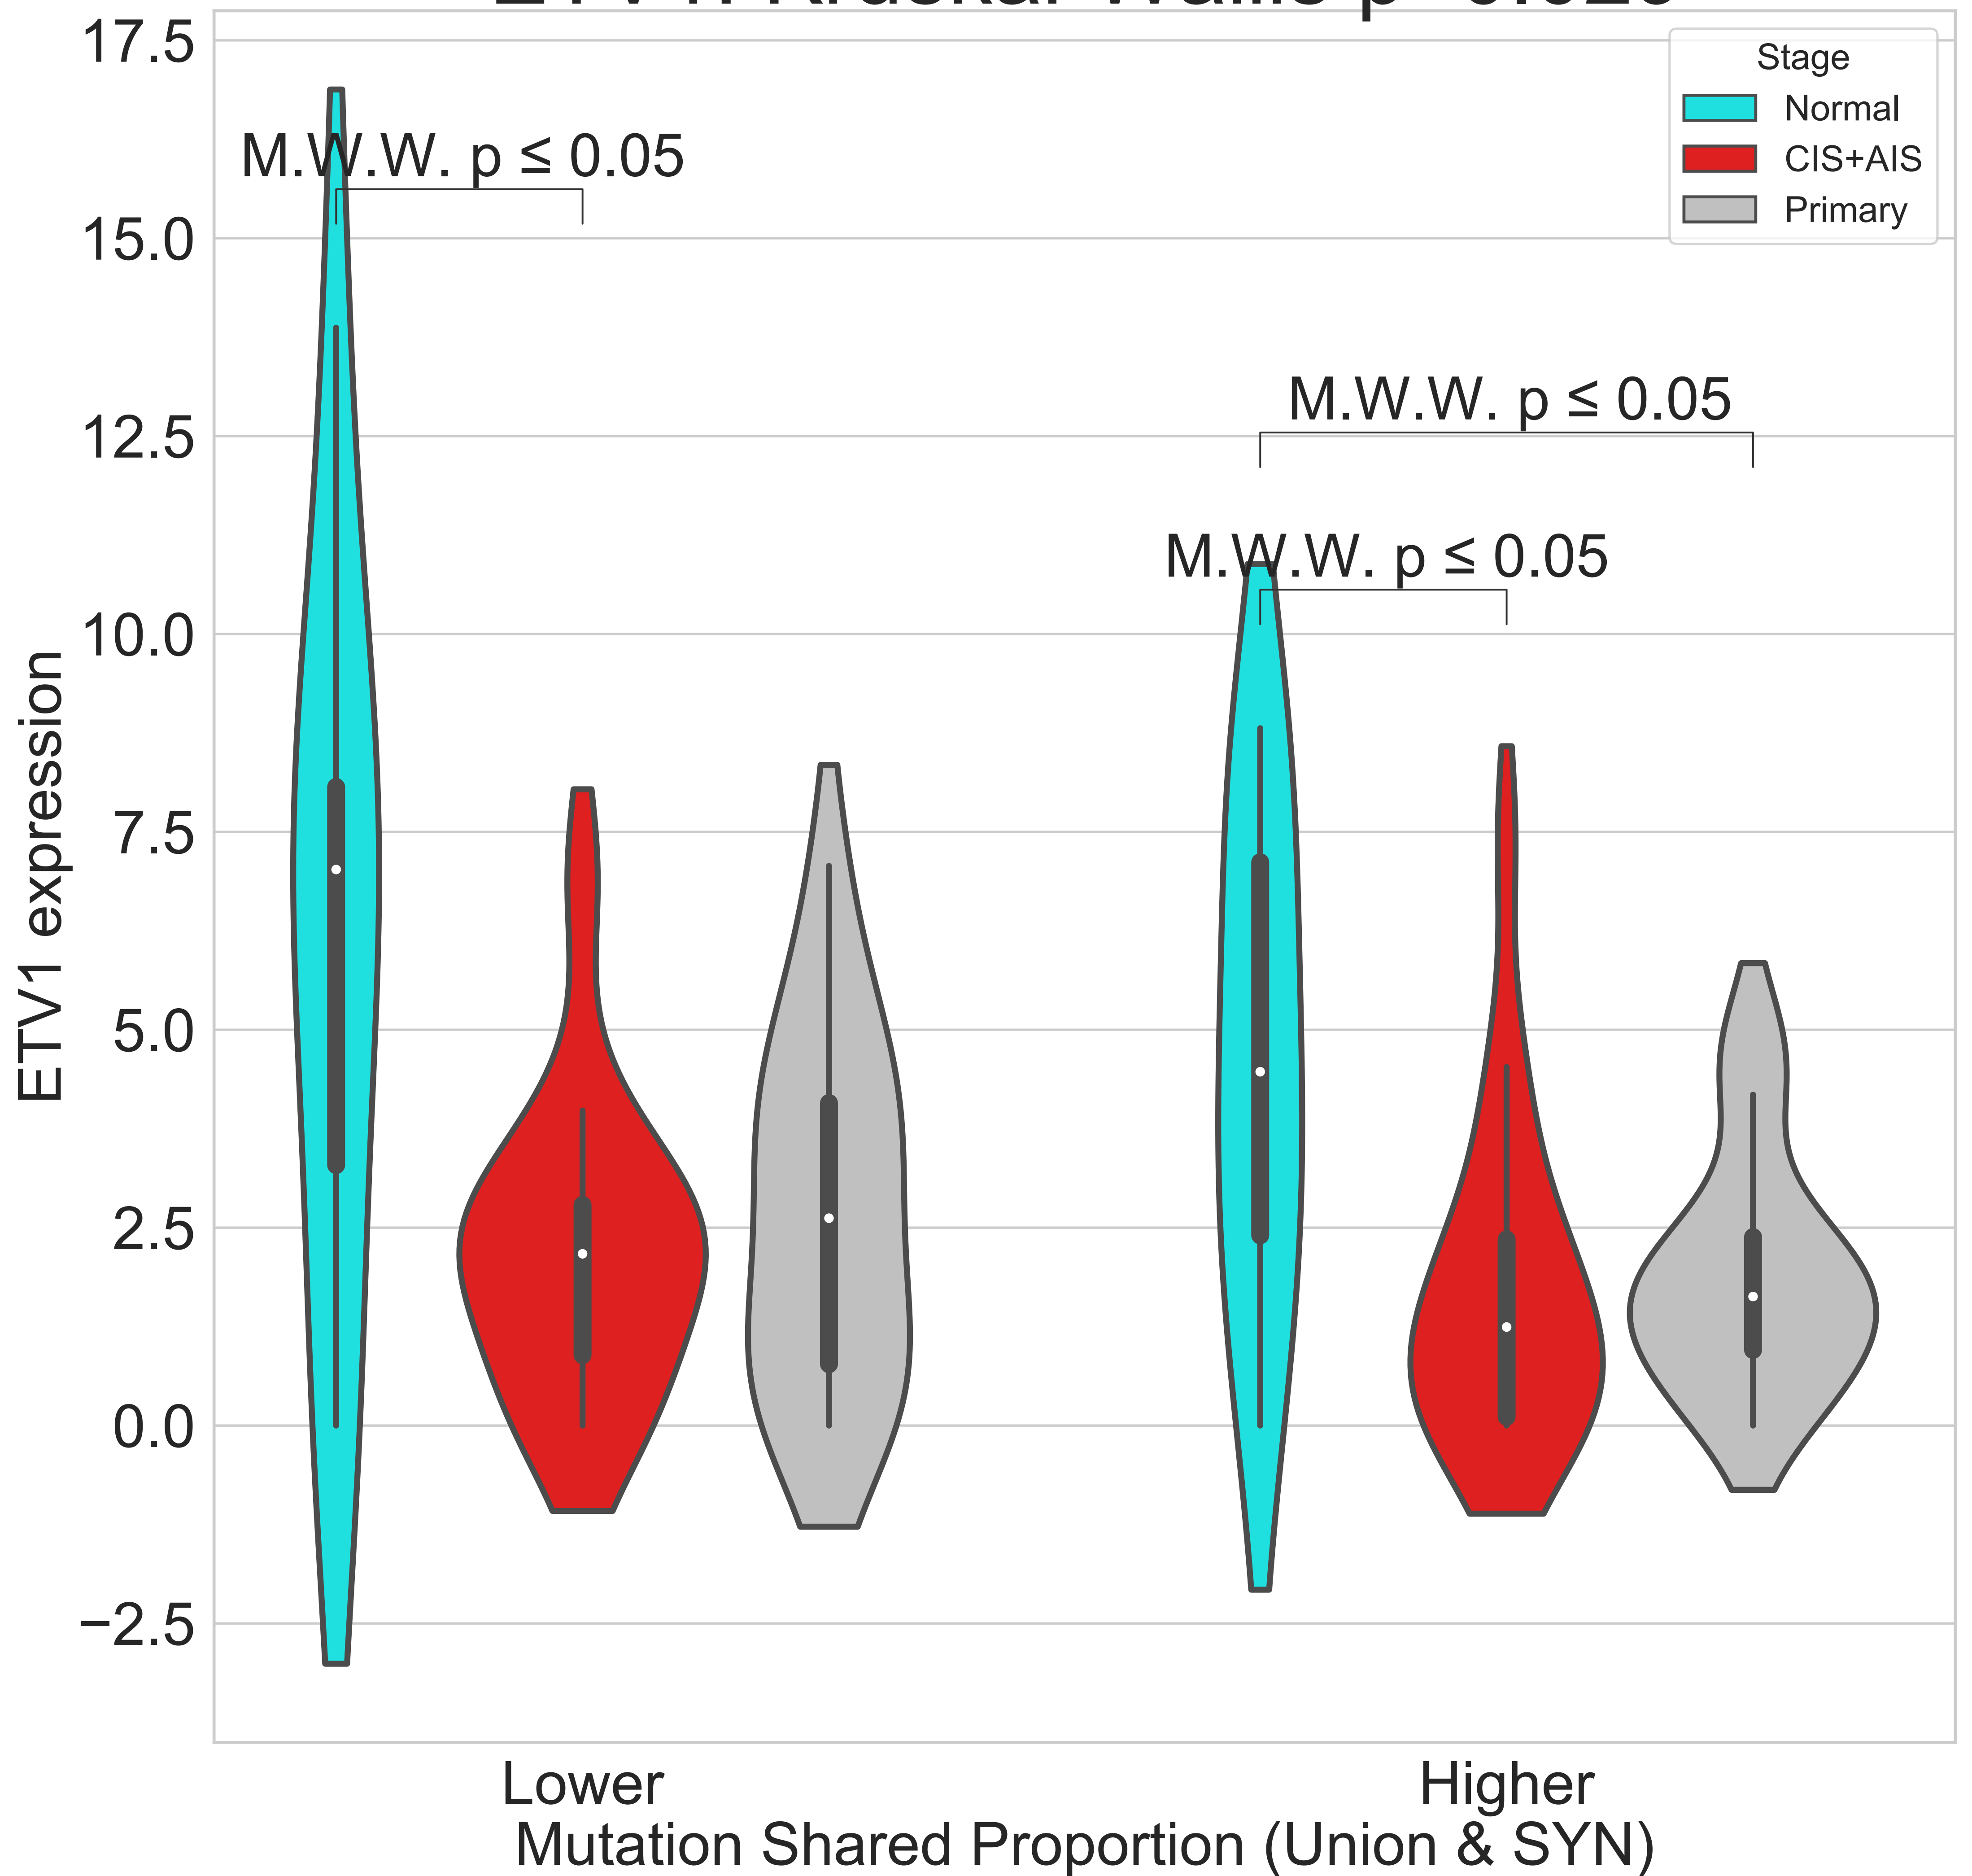 17.5
15.0
12.5
10.0
7.5
5.0
2.5
0.0
−2.5
ETV1 expression
M.W.W. p ≤ 0.05
M.W.W. p ≤ 0.05
M.W.W. p ≤ 0.05
Stage
Normal
CIS+AIS
Primary
Lower
Higher
Mutation Shared Proportion (Union & SYN)